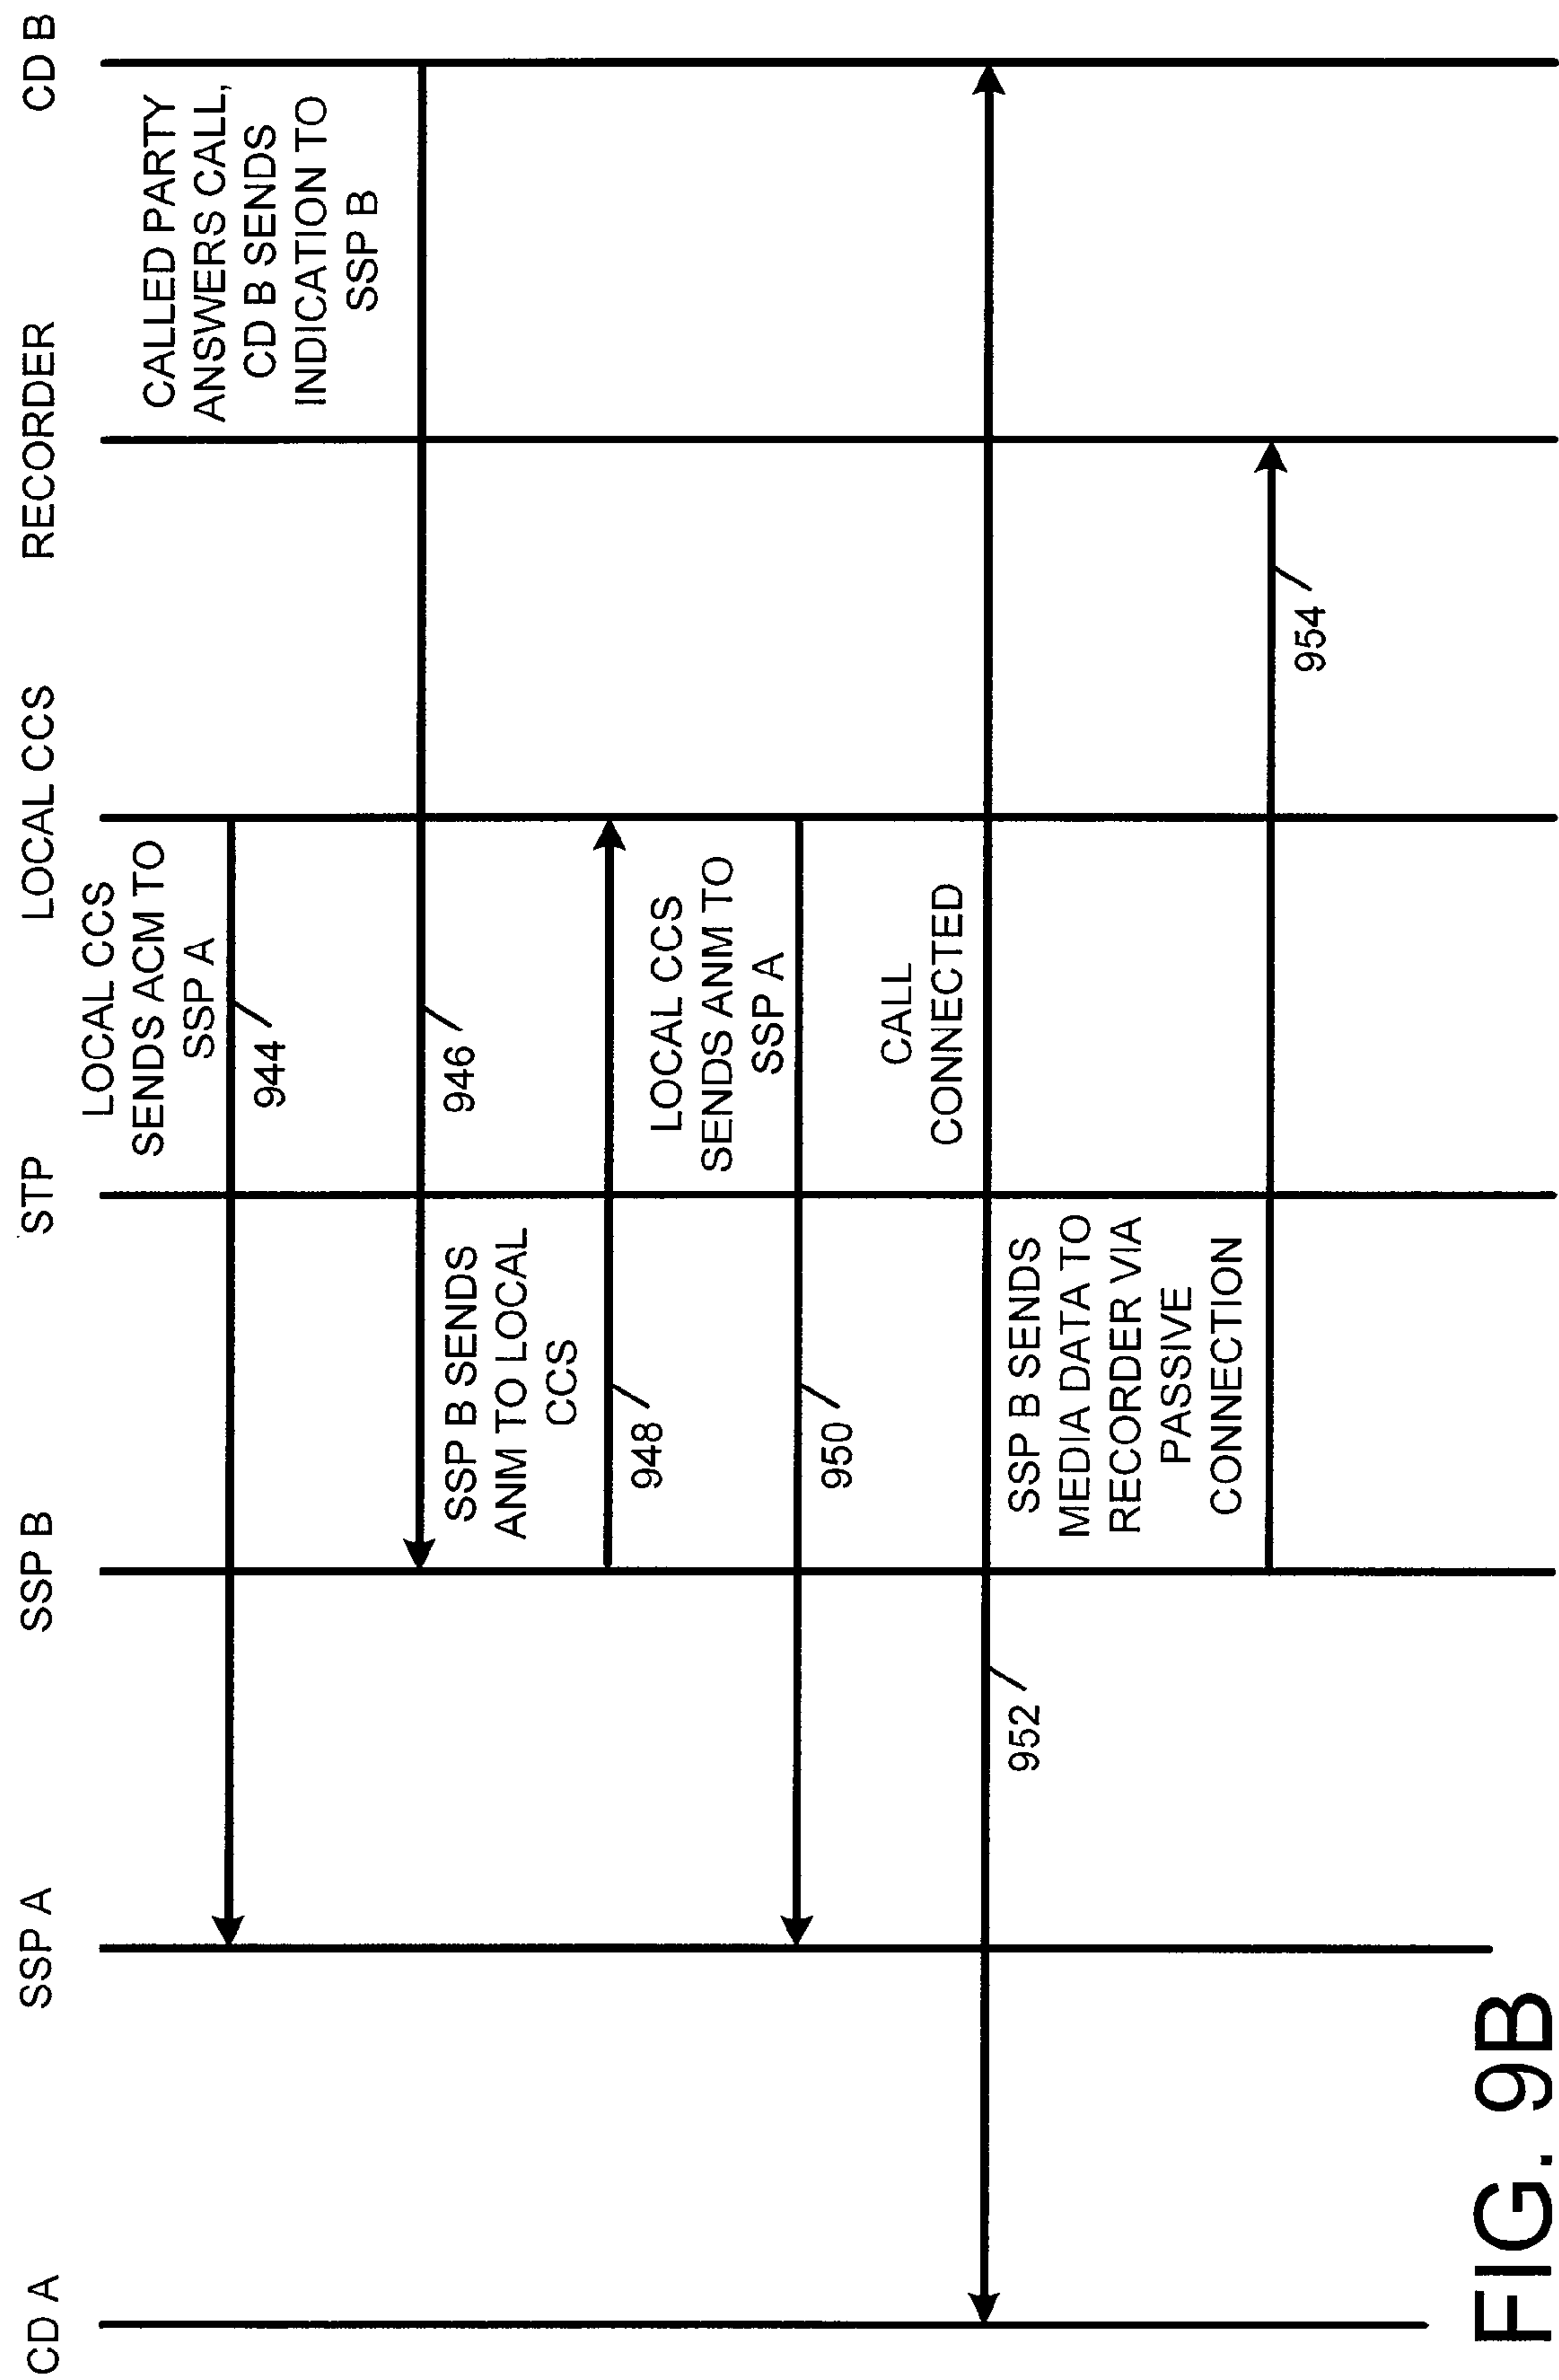 CD A
SSP A
SSP B
STP
LOCAL CCS
RECORDER
CD B
LOCAL CCS
SENDS ACM TO
SSP A
944
CALLED PARTY
ANSWERS CALL,
CD B SENDS
INDICATION TO
SSP B
946
SSP B SENDS
ANM TO LOCAL
CCS
948
LOCAL CCS
SENDS ANM TO
SSP A
950
CALL
CONNECTED
952
SSP B SENDS
MEDIA DATA TO
RECORDER VIA
PASSIVE
CONNECTION
954
FIG. 9B